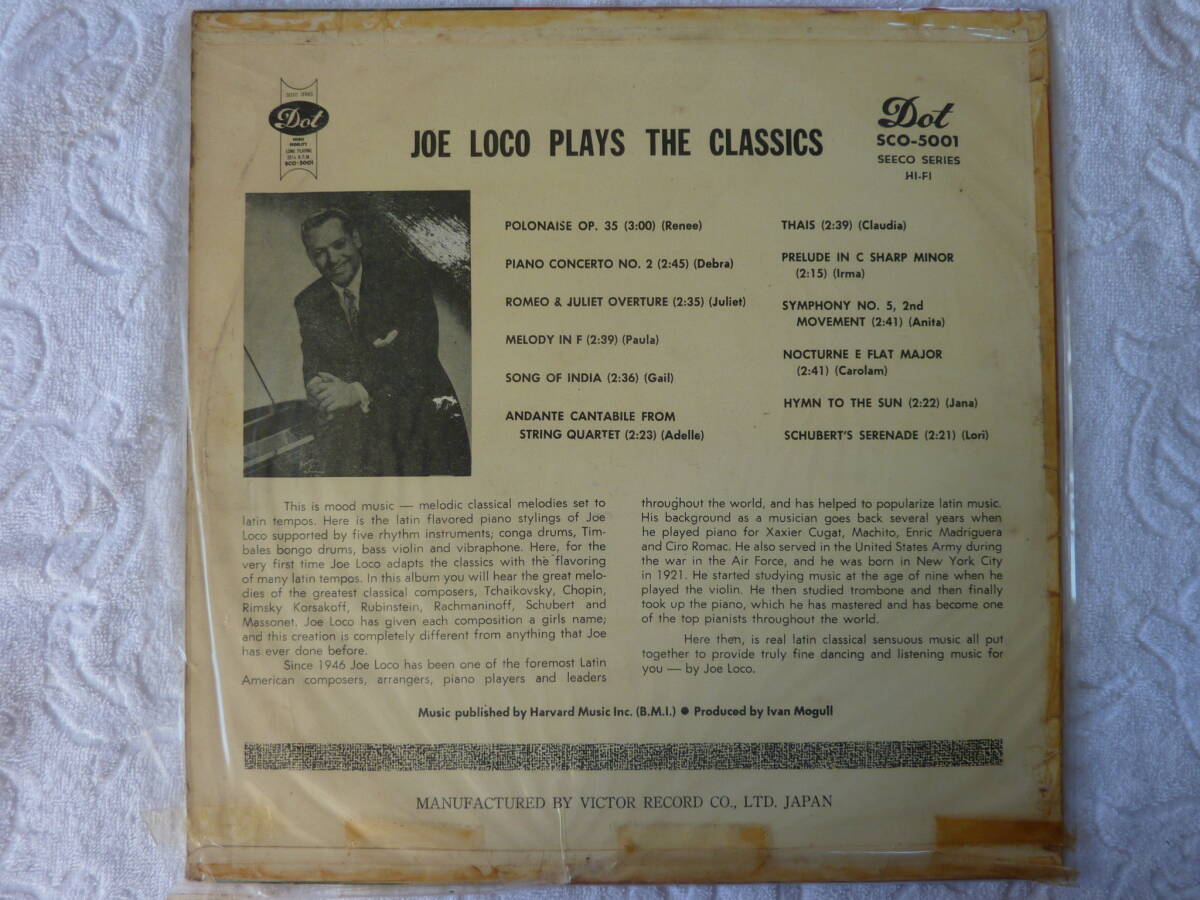 SEECO SERIES
Dot
HIGH FIDELITY
LONG PLAYING
33⅓ R.P.M
SCO-5001
JOE LOCO PLAYS THE CLASSICS
Dot
SCO-5001
SEECO SERIES
HI-FI
POLONAISE OP. 35 (3:00) (Renee)
PIANO CONCERTO NO. 2 (2:45) (Debra)
ROMEO & JULIET OVERTURE (2:35) (Juliet)
MELODY IN F (2:39) (Paula)
SONG OF INDIA (2:36) (Gail)
ANDANTE CANTABILE FROM
STRING QUARTET (2:23) (Adelle)
THAIS (2:39) (Claudia)
PRELUDE IN C SHARP MINOR
(2:15) (Irma)
SYMPHONY NO. 5, 2nd
MOVEMENT (2:41) (Anita)
NOCTURNE E FLAT MAJOR
(2:41) (Carolam)
HYMN TO THE SUN (2:22) (Jana)
SCHUBERT'S SERENADE (2:21) (Lori)
This is mood music — melodic classical melodies set to
latin tempos. Here is the latin flavored piano stylings of Joe
Loco supported by five rhythm instruments; conga drums, Tim-
bales bongo drums, bass violin and vibraphone. Here, for the
very first time Joe Loco adapts the classics with the flavoring
of many latin tempos. In this album you will hear the great melo-
dies of the greatest classical composers, Tchaikovsky, Chopin,
Rimsky Korsakoff, Rubinstein, Rachmaninoff, Schubert and
Massonet. Joe Loco has given each composition a girls name;
and this creation is completely different from anything that Joe
has ever done before.
Since 1946 Joe Loco has been one of the foremost Latin
American composers, arrangers, piano players and leaders
throughout the world, and has helped to popularize latin music.
His background as a musician goes back several years when
he played piano for Xaxier Cugat, Machito, Enric Madriguera
and Ciro Romac. He also served in the United States Army during
the war in the Air Force, and he was born in New York City
in 1921. He started studying music at the age of nine when he
played the violin. He then studied trombone and then finally
took up the piano, which he has mastered and has become one
of the top pianists throughout the world.
Here then, is real latin classical sensuous music all put
together to provide truly fine dancing and listening music for
you — by Joe Loco.
Music published by Harvard Music Inc. (B.M.I.) ● Produced by Ivan Mogull
MANUFACTURED BY VICTOR RECORD CO., LTD. JAPAN